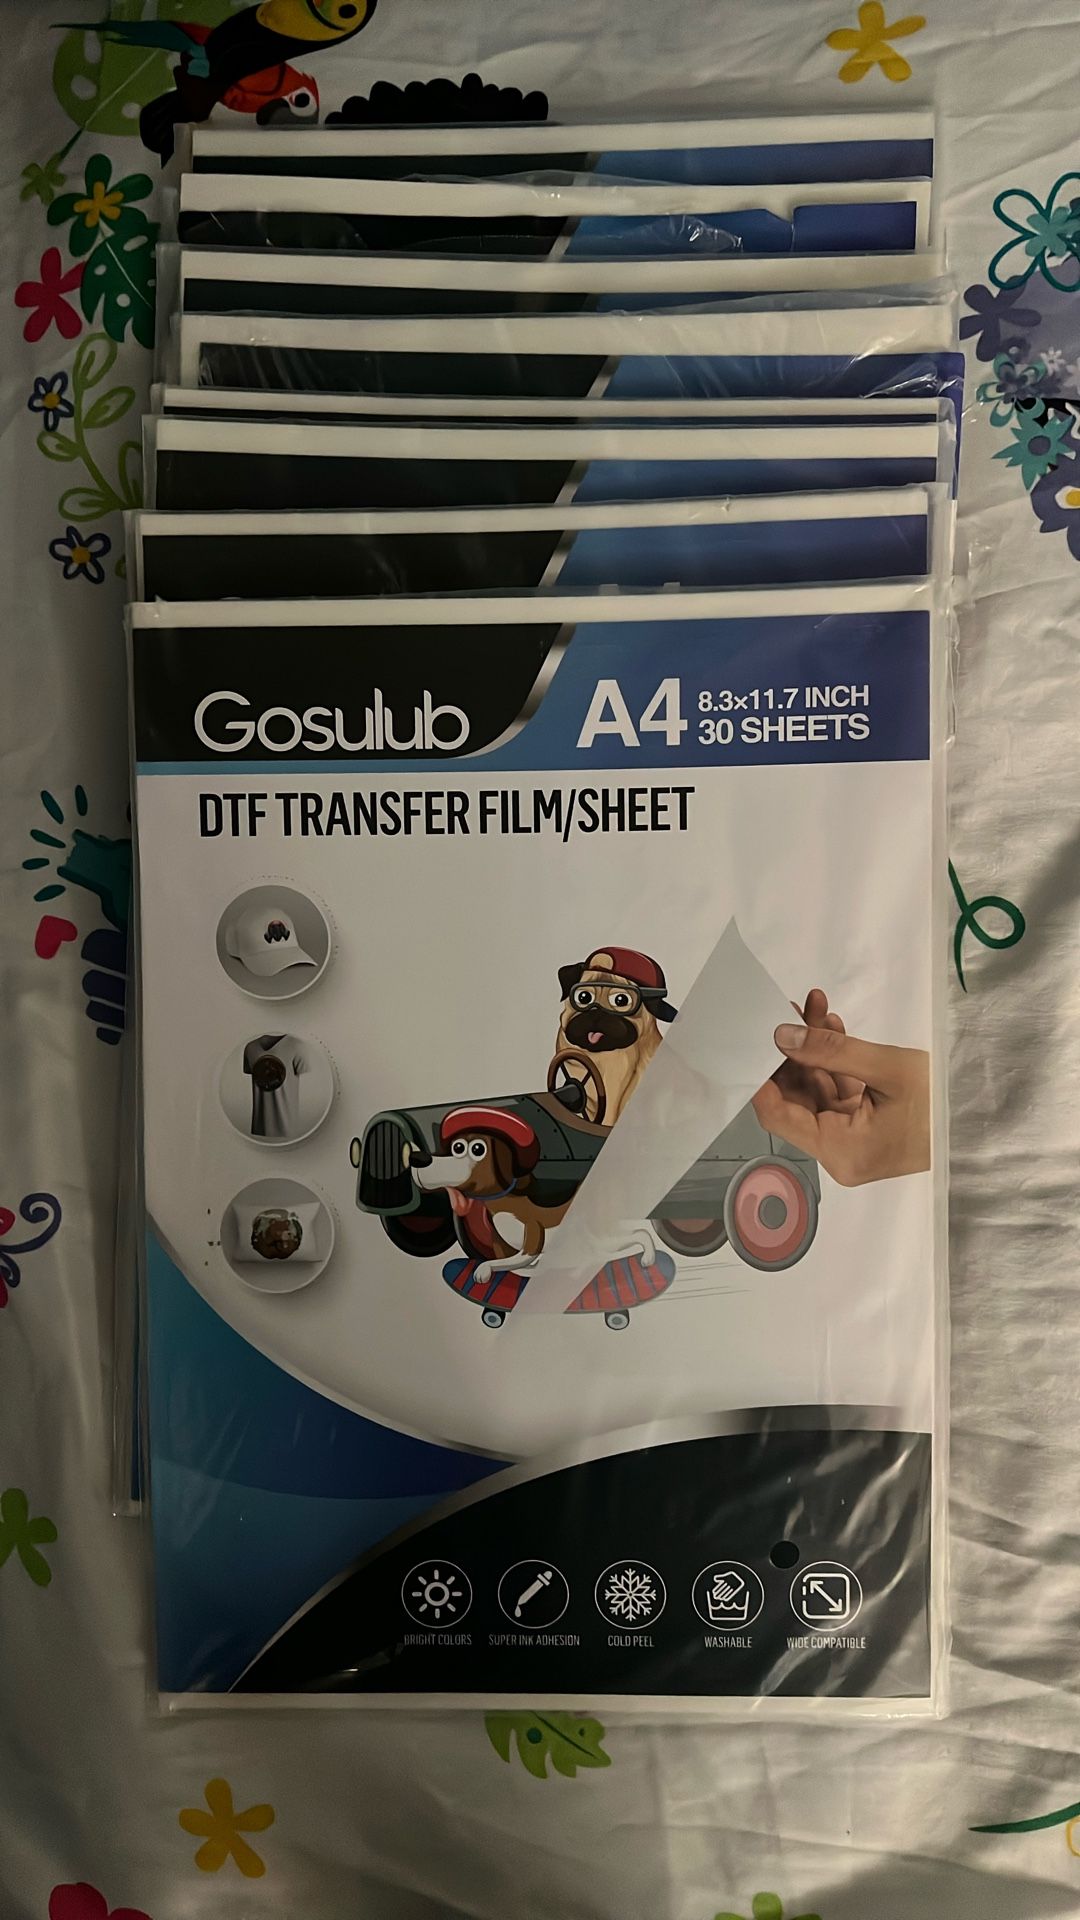 Gosulub
A4
8.3×11.7 INCH
30 SHEETS
DTF TRANSFER FILM/SHEET
BRIGHT COLORS
SUPER INK ADHESION
COLD PEEL
WASHABLE
WIDE COMPATIBLE